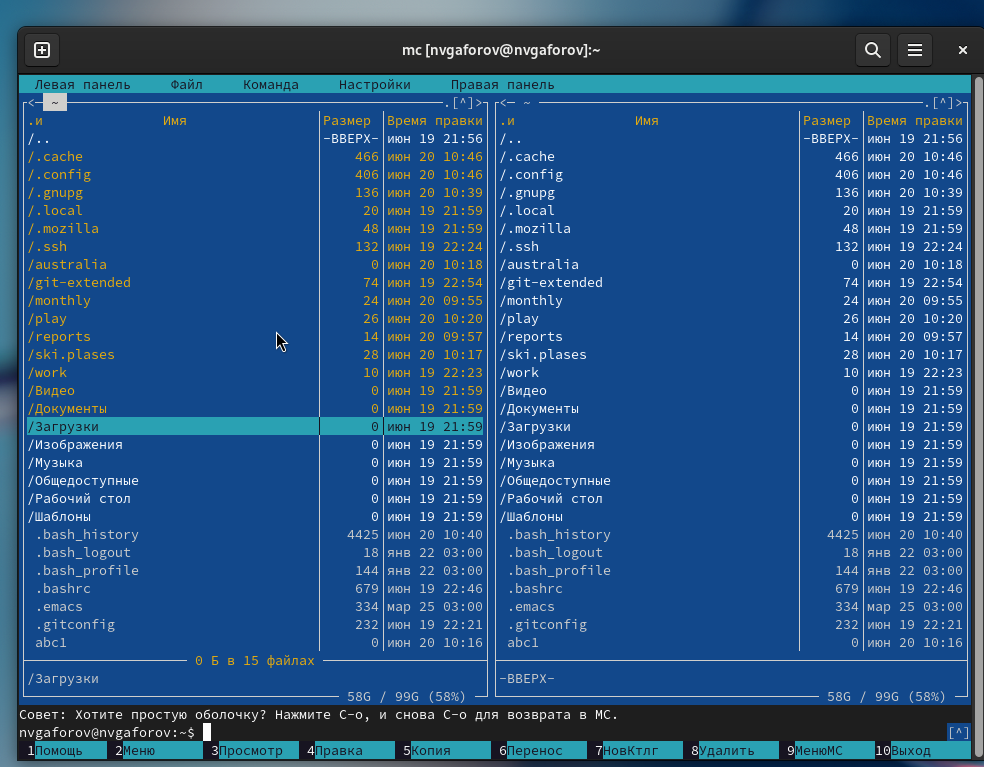 mc [nvgaforov@nvgaforov]:~
Левая панель Файл Команда Настройки Правая панель
<─ ~ .[^]> <─ ~ .[^]>
.и Имя Размер Время правки .и Имя Размер Время правки
/.. -ВВЕРХ- июн 19 21:56 /.. -ВВЕРХ- июн 19 21:56
/.cache 466 июн 20 10:46 /.cache 466 июн 20 10:46
/.config 406 июн 20 10:46 /.config 406 июн 20 10:46
/.gnupg 136 июн 20 10:39 /.gnupg 136 июн 20 10:39
/.local 20 июн 19 21:59 /.local 20 июн 19 21:59
/.mozilla 48 июн 19 21:59 /.mozilla 48 июн 19 21:59
/.ssh 132 июн 19 22:24 /.ssh 132 июн 19 22:24
/australia 0 июн 20 10:18 /australia 0 июн 20 10:18
/git-extended 74 июн 19 22:54 /git-extended 74 июн 19 22:54
/monthly 24 июн 20 09:55 /monthly 24 июн 20 09:55
/play 26 июн 20 10:20 /play 26 июн 20 10:20
/reports 14 июн 20 09:57 /reports 14 июн 20 09:57
/ski.plases 28 июн 20 10:17 /ski.plases 28 июн 20 10:17
/work 10 июн 19 22:23 /work 10 июн 19 22:23
/Видео 0 июн 19 21:59 /Видео 0 июн 19 21:59
/Документы 0 июн 19 21:59 /Документы 0 июн 19 21:59
/Загрузки 0 июн 19 21:59 /Загрузки 0 июн 19 21:59
/Изображения 0 июн 19 21:59 /Изображения 0 июн 19 21:59
/Музыка 0 июн 19 21:59 /Музыка 0 июн 19 21:59
/Общедоступные 0 июн 19 21:59 /Общедоступные 0 июн 19 21:59
/Рабочий стол 0 июн 19 21:59 /Рабочий стол 0 июн 19 21:59
/Шаблоны 0 июн 19 21:59 /Шаблоны 0 июн 19 21:59
.bash_history 4425 июн 20 10:40 .bash_history 4425 июн 20 10:40
.bash_logout 18 янв 22 03:00 .bash_logout 18 янв 22 03:00
.bash_profile 144 янв 22 03:00 .bash_profile 144 янв 22 03:00
.bashrc 679 июн 19 22:46 .bashrc 679 июн 19 22:46
.emacs 334 мар 25 03:00 .emacs 334 мар 25 03:00
.gitconfig 232 июн 19 22:21 .gitconfig 232 июн 19 22:21
abc1 0 июн 20 10:16 abc1 0 июн 20 10:16
0 Б в 15 файлах
/Загрузки -ВВЕРХ-
58G / 99G (58%) 58G / 99G (58%)
Совет: Хотите простую оболочку? Нажмите C-o, и снова C-o для возврата в MC.
nvgaforov@nvgaforov:~$ [^]
1Помощь 2Меню 3Просмотр 4Правка 5Копия 6Перенос 7НовКтлг 8Удалить 9МенюMC 10Выход